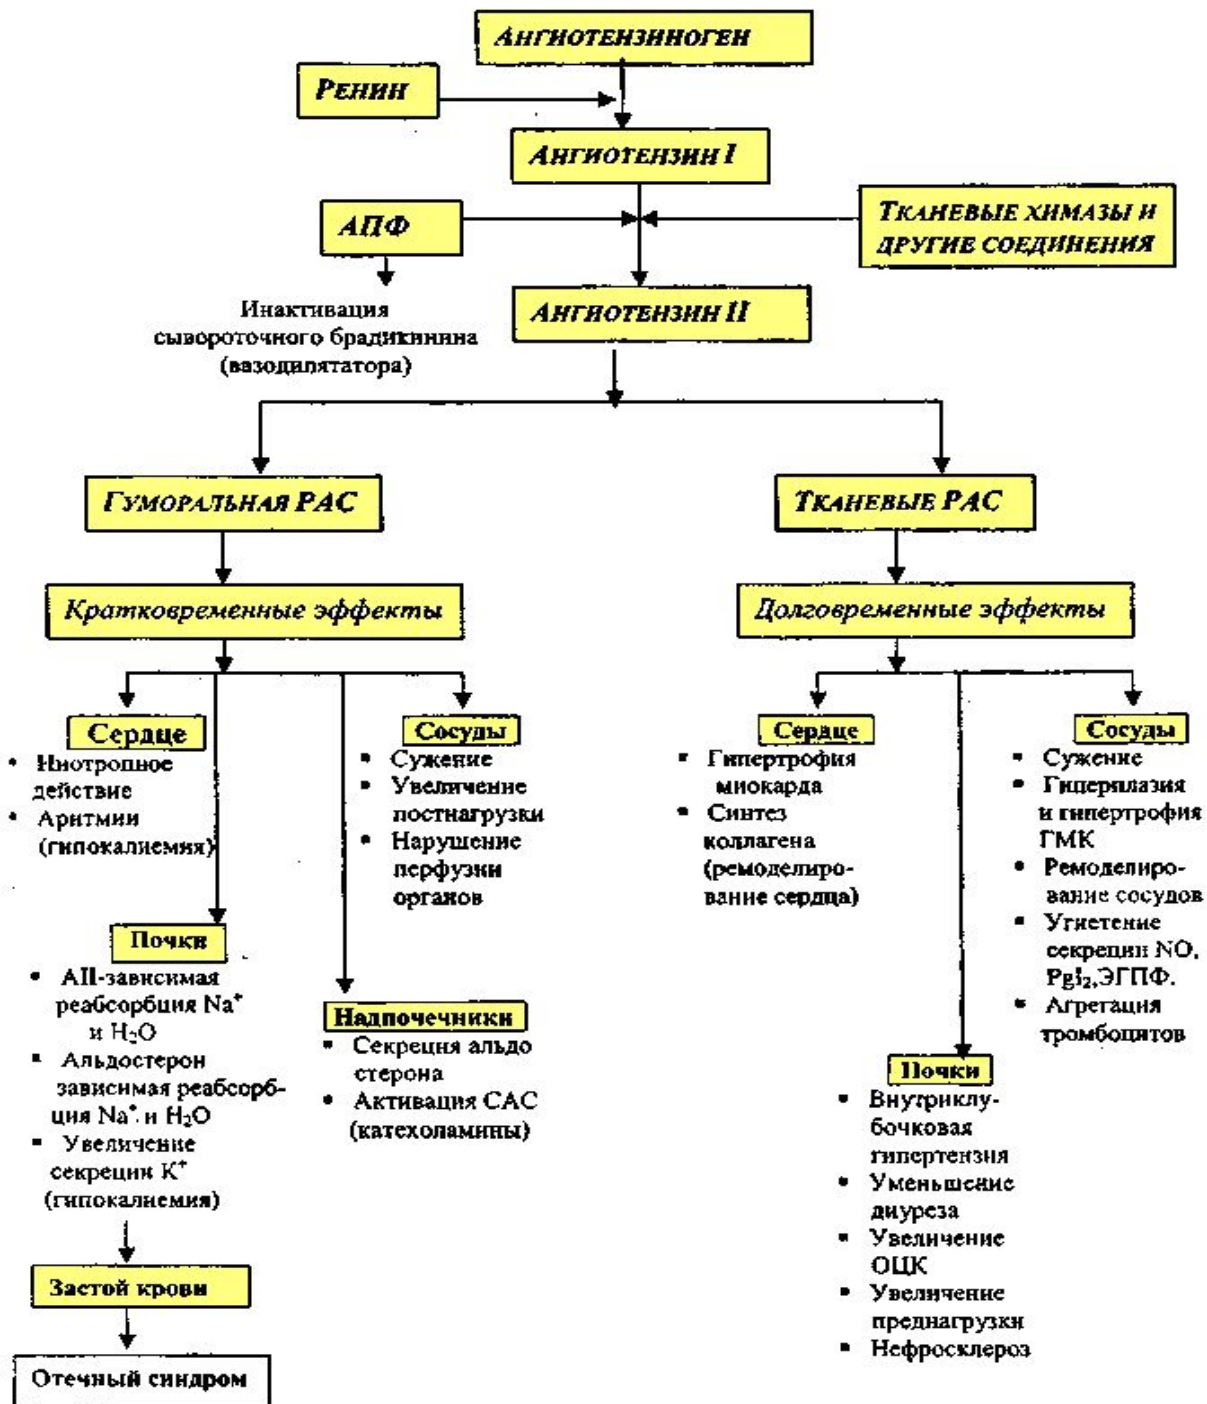 АНГИОТЕНЗИНОГЕН
РЕНИН
АНГИОТЕНЗИН I
АПФ
ТКАНЕВЫЕ ХИМАЗЫ И
ДРУГИЕ СОЕДИНЕНИЯ
Инактивация
сывороточного брадикинина
(вазодилятатора)
АНГИОТЕНЗИН II
ГУМОРАЛЬНАЯ РАС
ТКАНЕВЫЕ РАС
Кратковременные эффекты
Долговременные эффекты
Сердце
• Инотропное
действие
• Аритмии
(гипокалиемия)
Сосуды
• Сужение
• Увеличение
постнагрузки
• Нарушение
перфузки
органов
Почки
• АII-зависимая
реабсорбция Na⁺
и H₂O
• Альдостерон
зависимая реабсорб-
ция Na⁺ и H₂O
• Увеличение
секреции K⁺
(гипокалиемия)
Надпочечники
• Секреция альдо
стерона
• Активация САС
(катехоламины)
Застой крови
Отечный синдром
Сердце
• Гипертрофия
миокарда
• Синтез
коллагена
(ремоделиро-
вание сердца)
Сосуды
• Сужение
• Гиперплазия
и гипертрофия
ГМК
• Ремоделиро-
вание сосудов
• Угнетение
секреции NO,
PgI₂,ЭГПФ.
• Агретация
тромбоцитов
Почки
• Внутриклу-
бочковая
гипертензия
• Уменьшение
диуреза
• Увеличение
ОЦК
• Увеличение
преднагрузки
• Нефросклероз